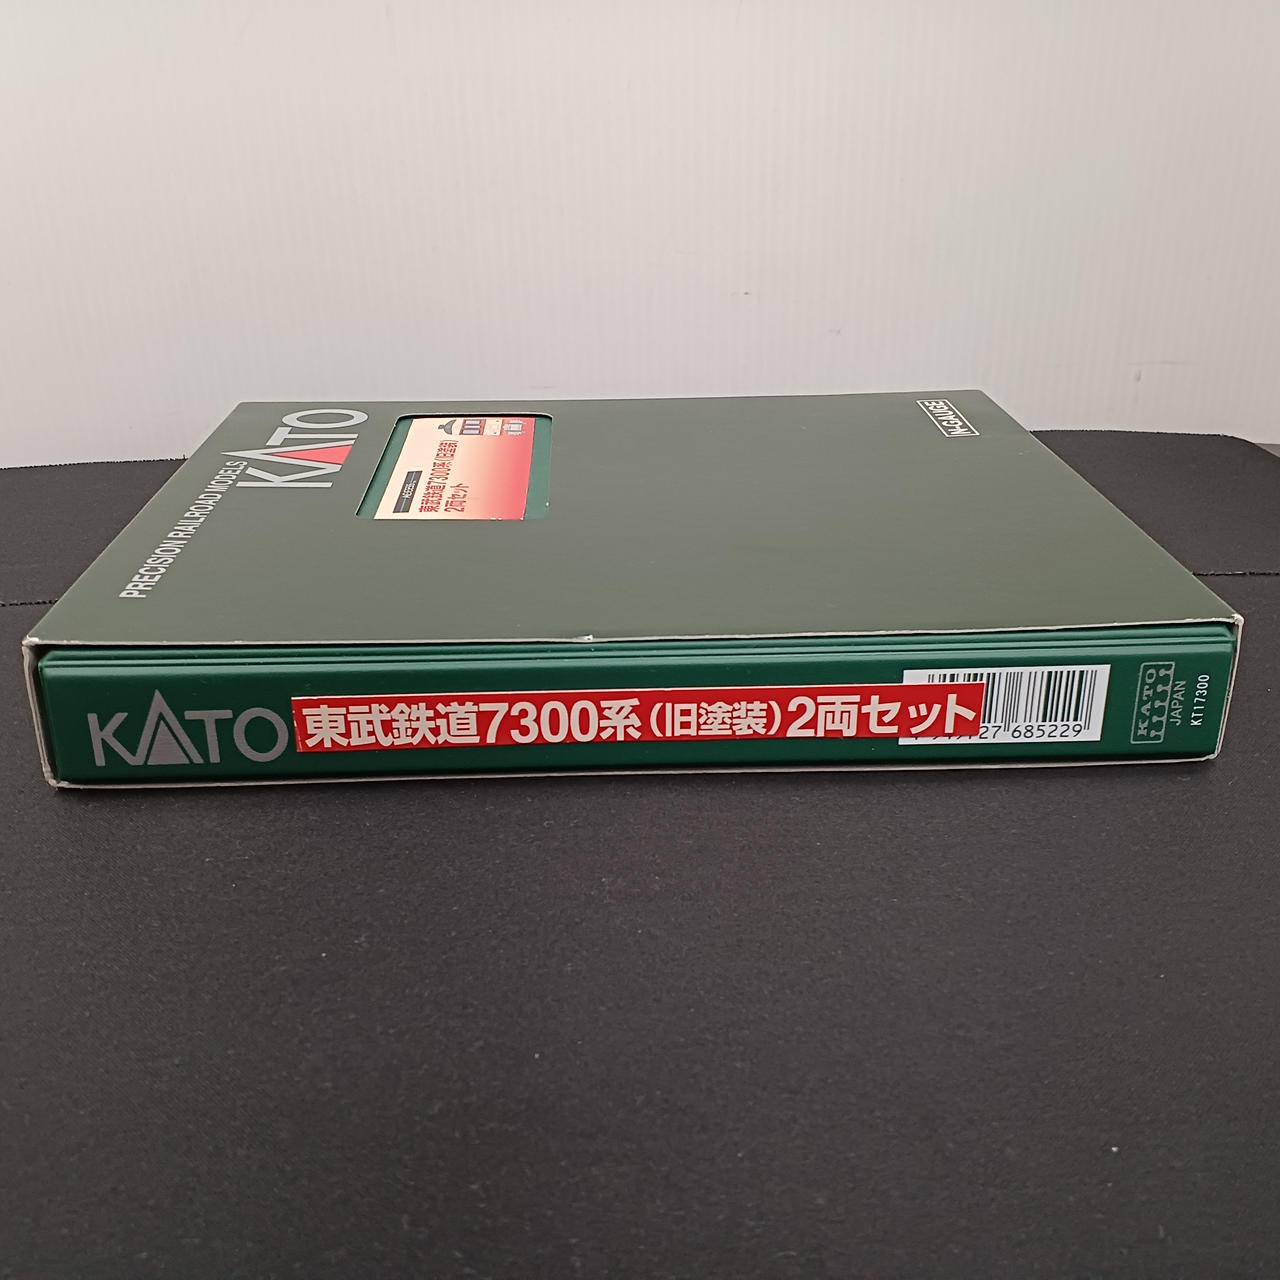 PRECISION RAILROAD MODELS
KATO
東武鉄道7300系(旧塗装)
2両セット
N-GAUGE
KATO
東武鉄道7300系(旧塗装)2両セット
27 685229
KATO
JAPAN
KT17300